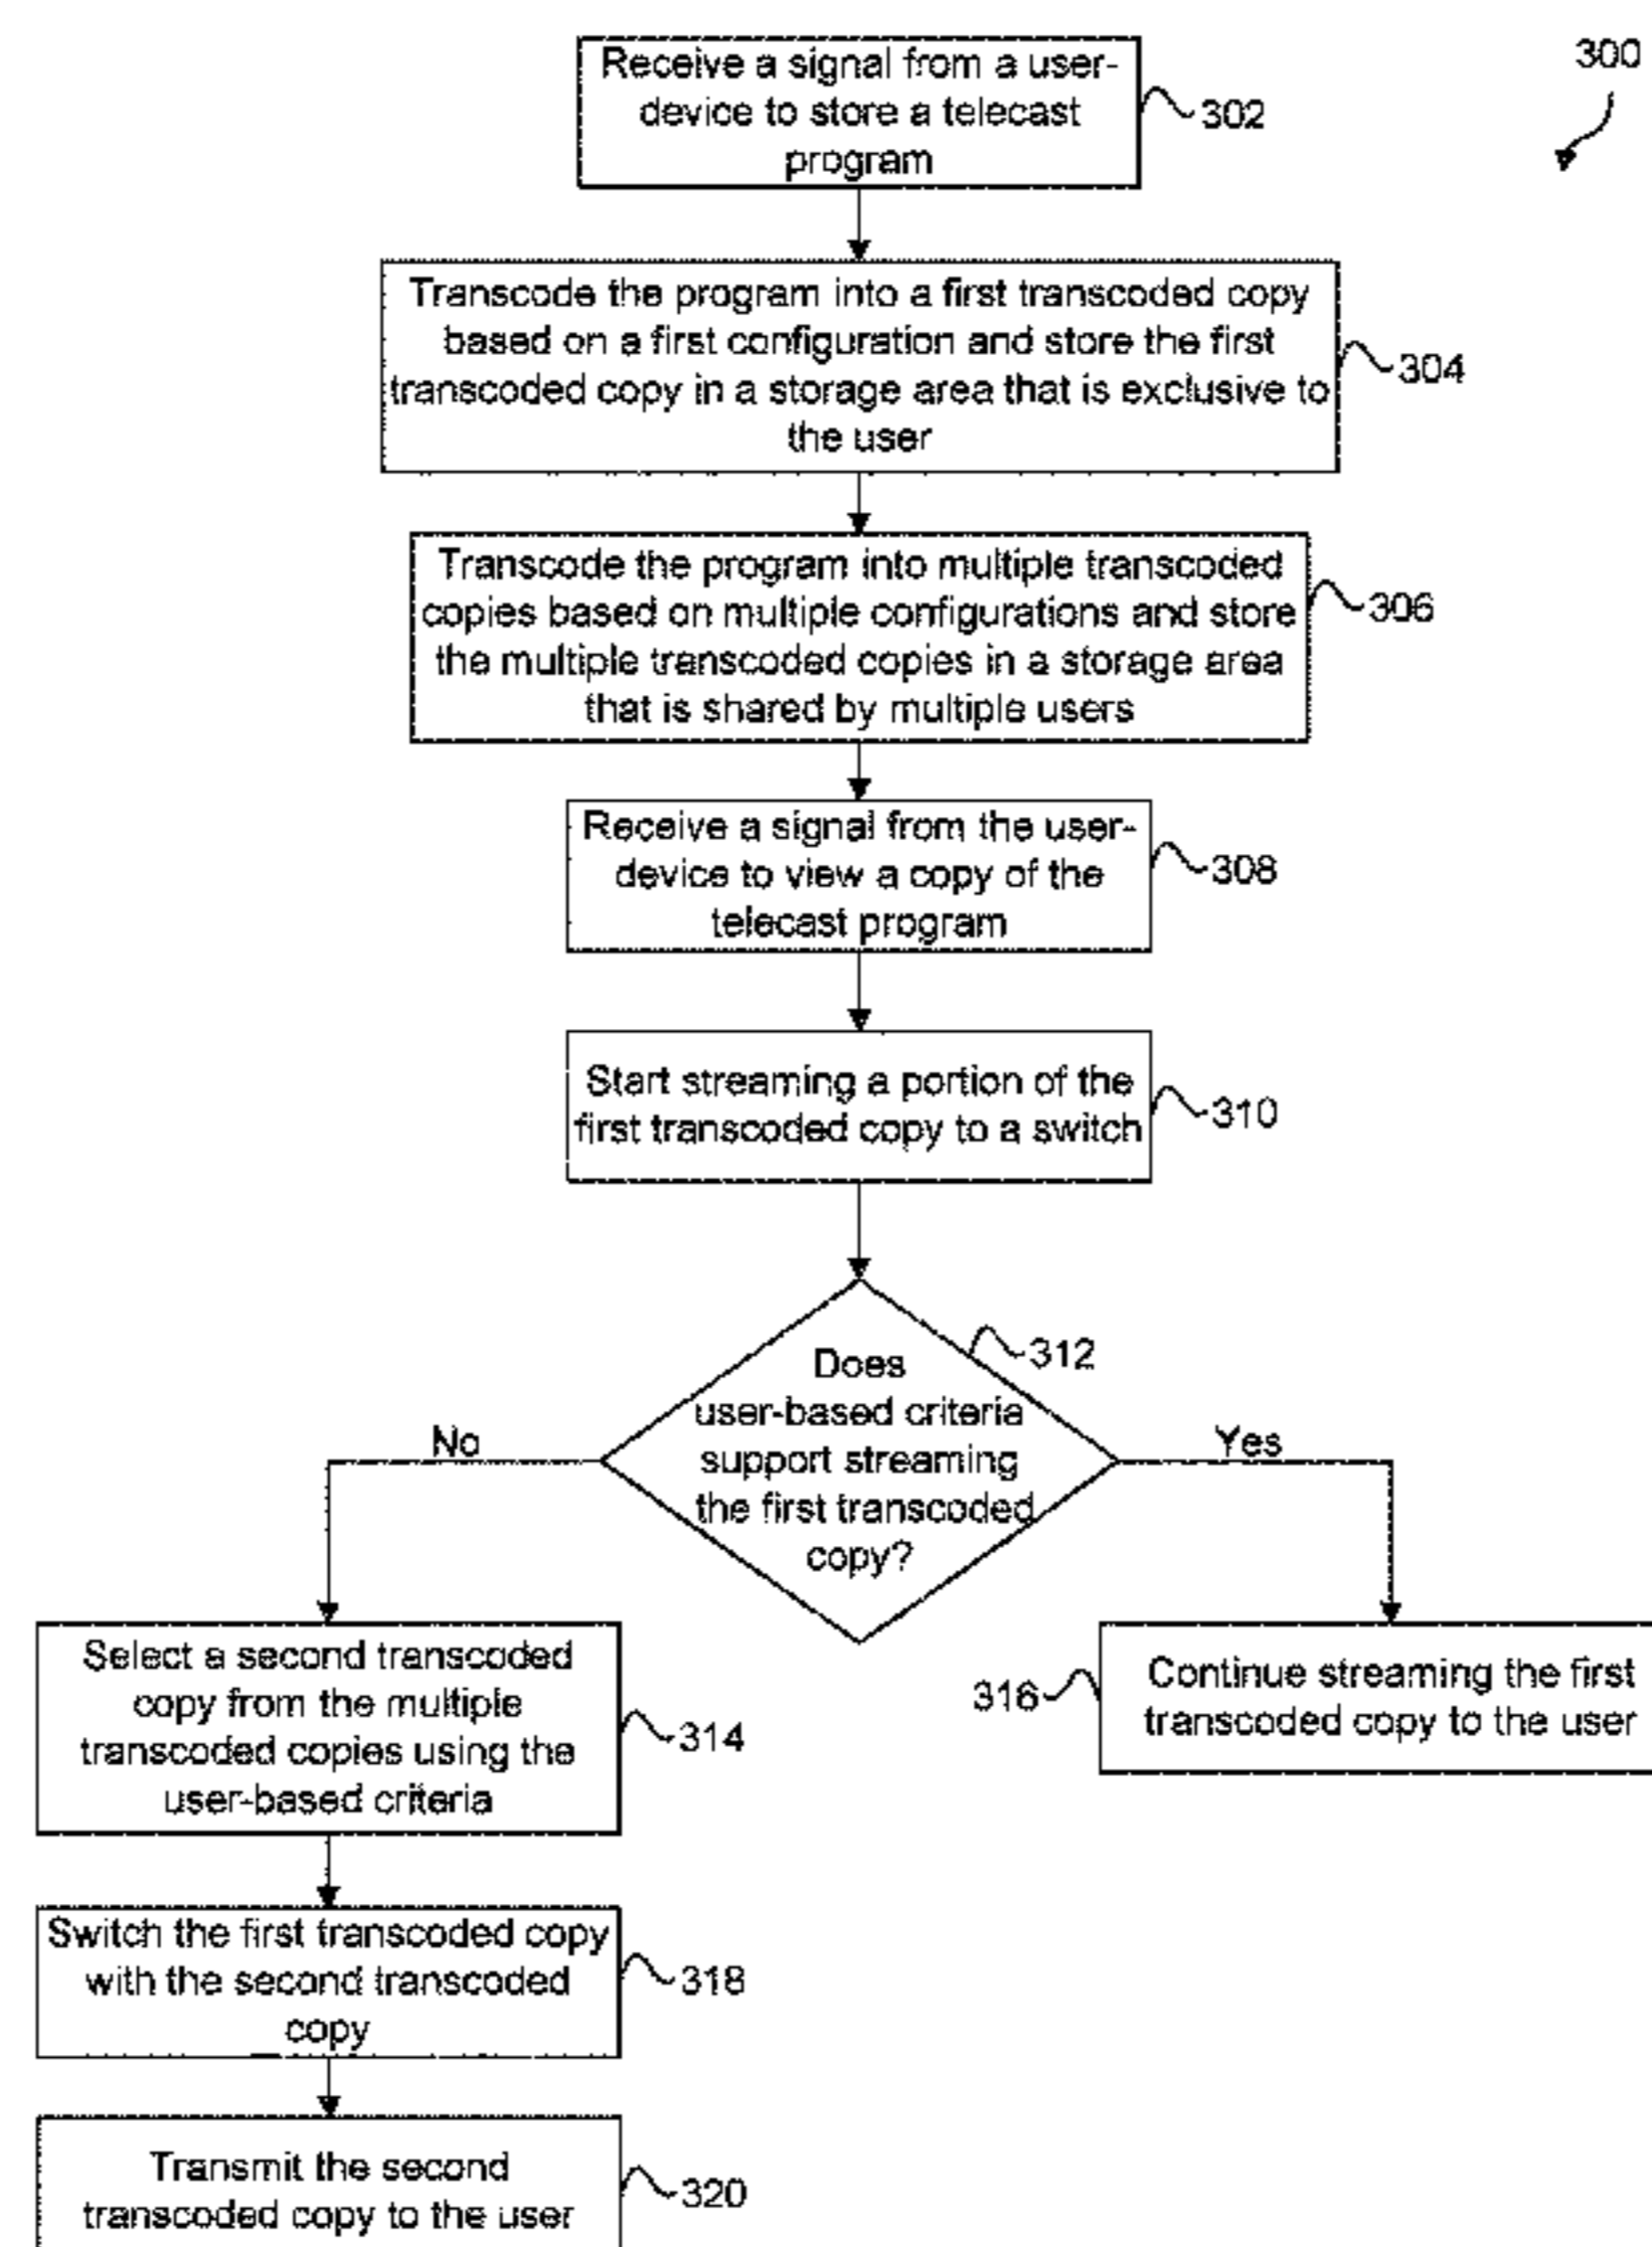 300
Receive a signal from a user-
device to store a telecast
program
302
Transcode the program into a first transcoded copy
based on a first configuration and store the first
transcoded copy in a storage area that is exclusive to
the user
304
Transcode the program into multiple transcoded
copies based on multiple configurations and store
the multiple transcoded copies in a storage area
that is shared by multiple users
306
Receive a signal from the user-
device to view a copy of the
telecast program
308
Start streaming a portion of the
first transcoded copy to a switch
310
Does
user-based criteria
support streaming
the first transcoded
copy?
312
No
Yes
Select a second transcoded
copy from the multiple
transcoded copies using the
user-based criteria
314
316
Continue streaming the first
transcoded copy to the user
Switch the first transcoded copy
with the second transcoded
copy
318
Transmit the second
transcoded copy to the user
320